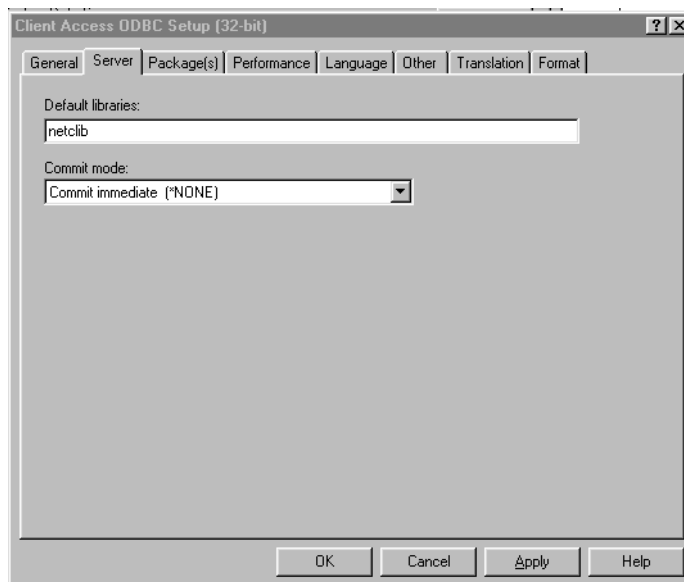 Client Access ODBC Setup (32-bit)
General Server Package(s) Performance Language Other Translation Format
Default libraries:
netclib
Commit mode:
Commit immediate (*NONE)
OK Cancel Apply Help